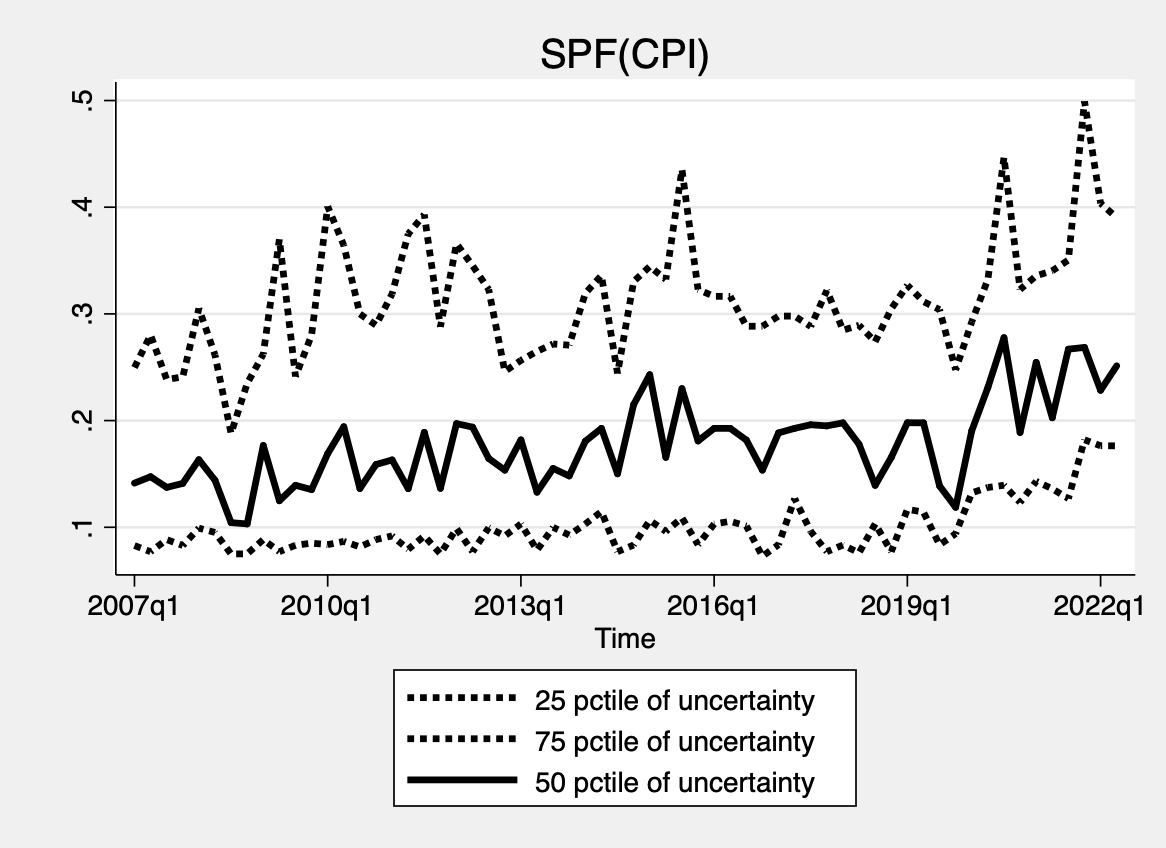 SPF(CPI)
.5
.4
.3
.2
.1
2007q1 2010q1 2013q1 2016q1 2019q1 2022q1
Time
25 pctile of uncertainty
75 pctile of uncertainty
50 pctile of uncertainty